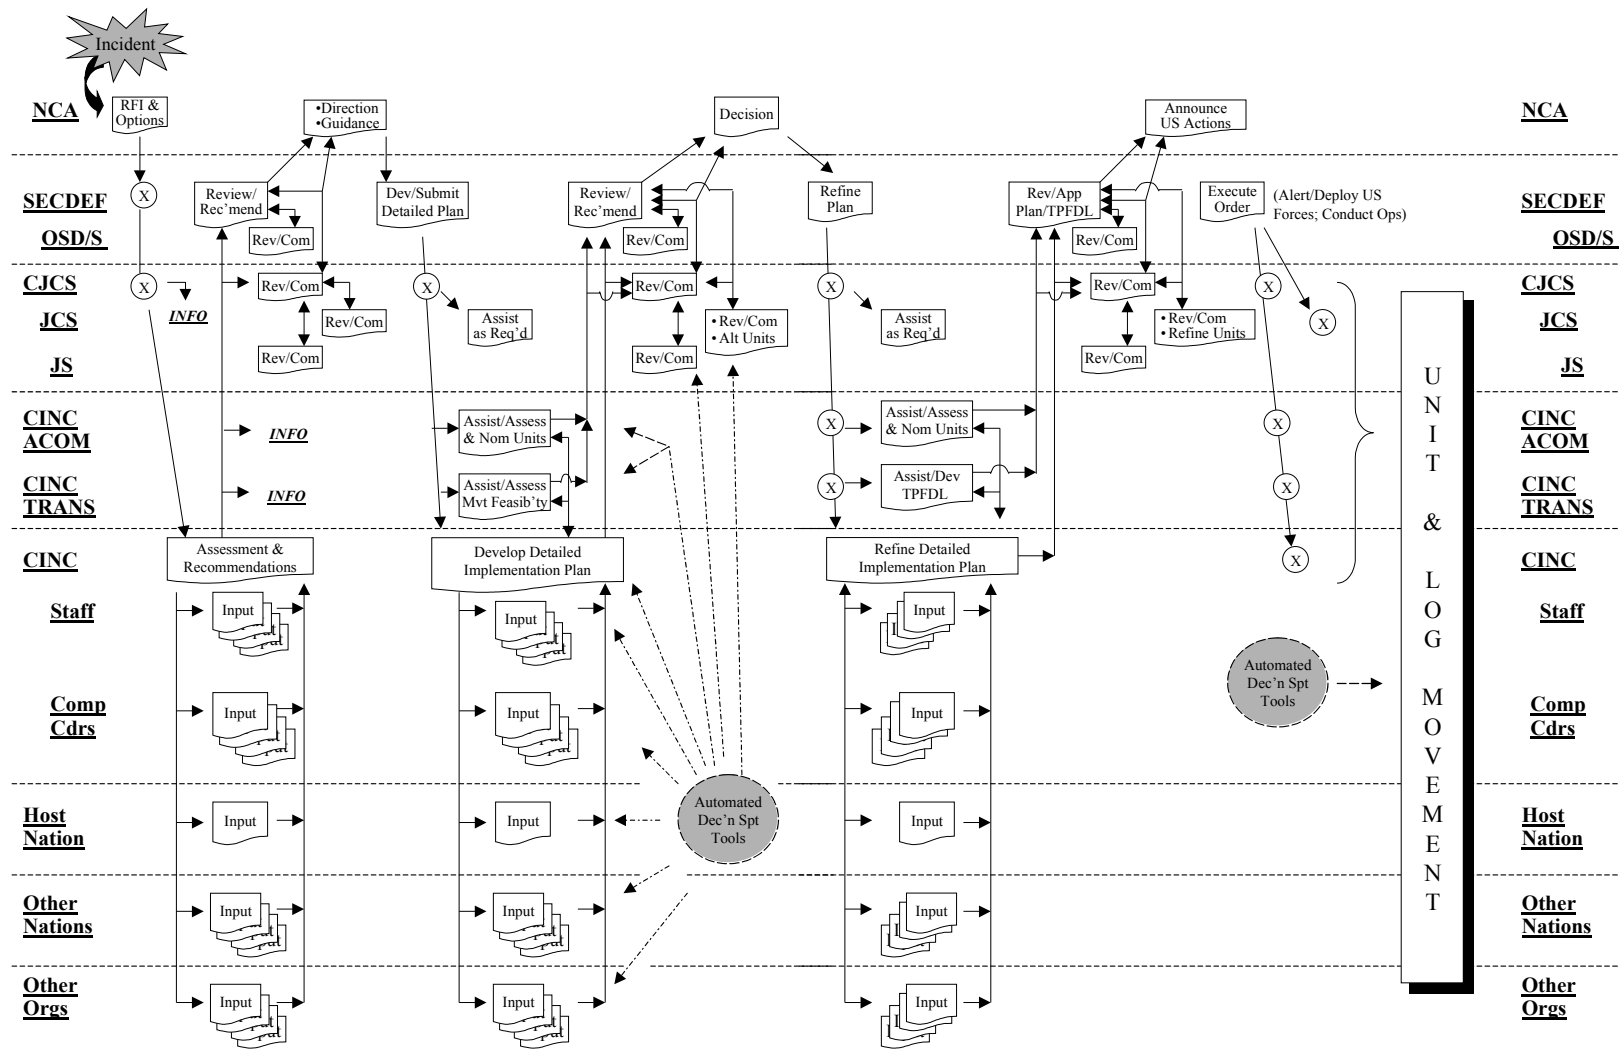 Incident
NCA
RFI &
Options
•Direction
•Guidance
Decision
Announce
US Actions
NCA
SECDEF
X
Review/
Rec’mend
Dev/Submit
Detailed Plan
Review/
Rec’mend
Refine
Plan
Rev/App
Plan/TPFDL
Execute
Order
(Alert/Deploy US
Forces; Conduct Ops)
SECDEF
OSD/S
Rev/Com
Rev/Com
Rev/Com
OSD/S
CJCS
X
INFO
Rev/Com
X
Rev/Com
X
Rev/Com
X
CJCS
JCS
Rev/Com
Assist
as Req’d
• Rev/Com
• Alt Units
Assist
as Req’d
• Rev/Com
• Refine Units
X
JCS
JS
Rev/Com
Rev/Com
Rev/Com
JS
CINC
ACOM
INFO
Assist/Assess
& Nom Units
X
Assist/Assess
& Nom Units
X
CINC
ACOM
CINC
TRANS
INFO
Assist/Assess
Mvt Feasib’ty
X
Assist/Dev
TPFDL
X
CINC
TRANS
CINC
Assessment &
Recommendations
Develop Detailed
Implementation Plan
Refine Detailed
Implementation Plan
X
CINC
Staff
Input
Input
Input
Staff
Comp
Cdrs
Input
Input
Input
Automated
Dec’n Spt
Tools
Comp
Cdrs
Host
Nation
Input
Input
Automated
Dec’n Spt
Tools
Input
Host
Nation
Other
Nations
Input
Input
Input
Other
Nations
Other
Orgs
Input
Input
Input
Other
Orgs
UNIT & LOG MOVEMENT